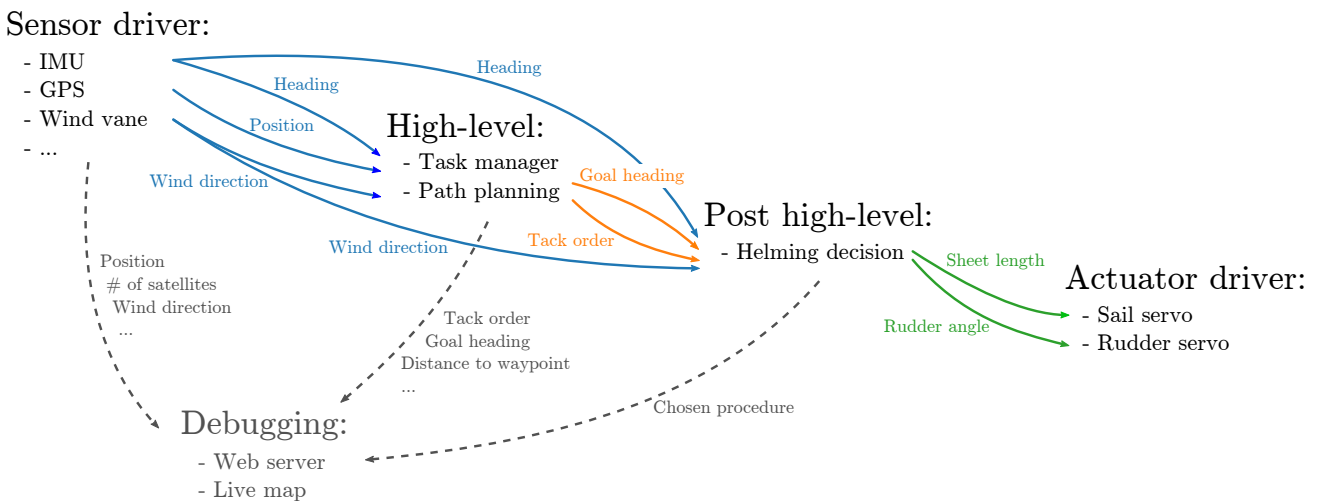 Sensor driver:
- IMU
- GPS
- Wind vane
- ...
Heading
Heading
Position
Wind direction
Wind direction
High-level:
- Task manager
- Path planning
Goal heading
Tack order
Post high-level:
- Helming decision
Sheet length
Rudder angle
Actuator driver:
- Sail servo
- Rudder servo
Position
# of satellites
Wind direction
...
Tack order
Goal heading
Distance to waypoint
...
Chosen procedure
Debugging:
- Web server
- Live map